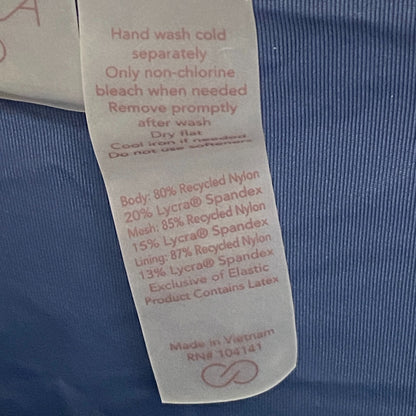 Hand wash cold
separately
Only non-chlorine
bleach when needed
Remove promptly
after wash
Dry flat
Cool iron if needed.
Do not use softeners.
Body: 80% Recycled Nylon
20% Lycra® Spandex
Mesh: 85% Recycled Nylon
15% Lycra® Spandex
Lining: 87% Recycled Nylon
13% Lycra® Spandex
Exclusive of Elastic
Product Contains Latex
Made in Vietnam
RN# 104141